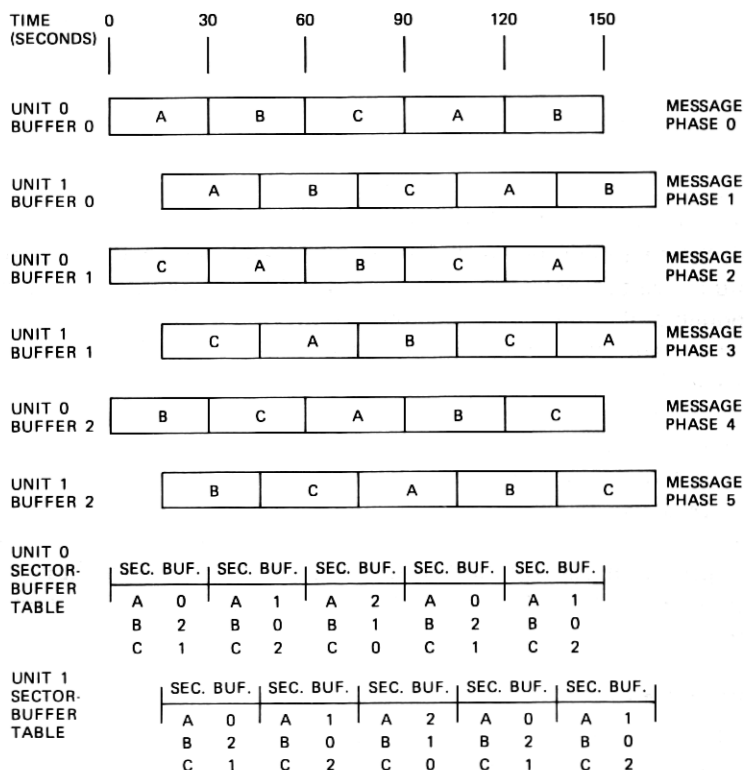 TIME 0 30 60 90 120 150
(SECONDS)
UNIT 0 A B C A B MESSAGE
BUFFER 0 PHASE 0
UNIT 1 A B C A B MESSAGE
BUFFER 0 PHASE 1
UNIT 0 C A B C A MESSAGE
BUFFER 1 PHASE 2
UNIT 1 C A B C A MESSAGE
BUFFER 1 PHASE 3
UNIT 0 B C A B C MESSAGE
BUFFER 2 PHASE 4
UNIT 1 B C A B C MESSAGE
BUFFER 2 PHASE 5
UNIT 0
SECTOR- SEC. BUF. SEC. BUF. SEC. BUF. SEC. BUF. SEC. BUF.
BUFFER
TABLE A 0 A 1 A 2 A 0 A 1
B 2 B 0 B 1 B 2 B 0
C 1 C 2 C 0 C 1 C 2
UNIT 1
SECTOR- SEC. BUF. SEC. BUF. SEC. BUF. SEC. BUF. SEC. BUF.
BUFFER A 0 A 1 A 2 A 0 A 1
TABLE B 2 B 0 B 1 B 2 B 0
C 1 C 2 C 0 C 1 C 2